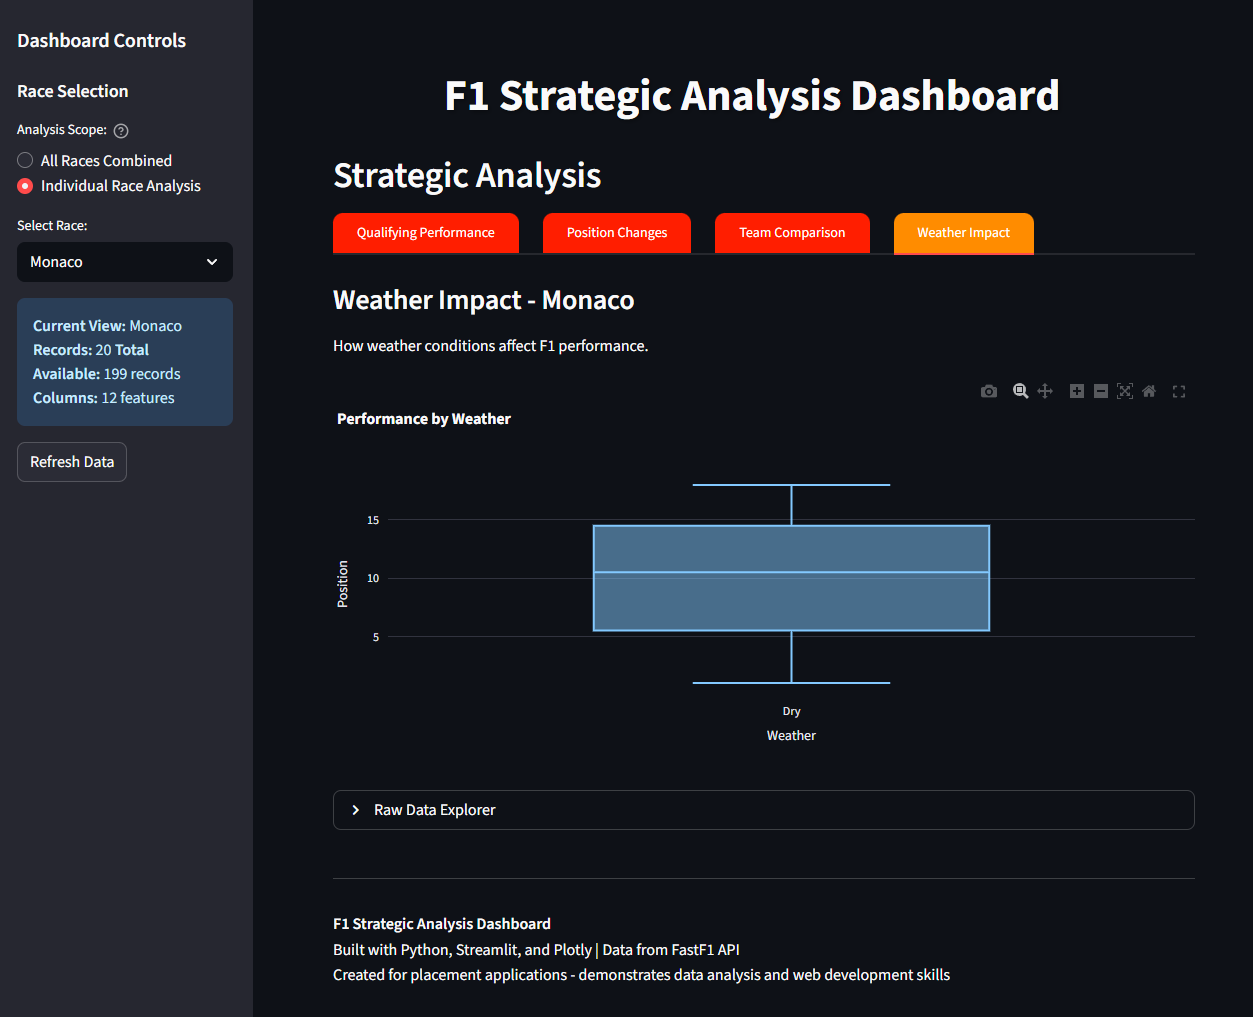 Dashboard Controls
Race Selection
Analysis Scope:
All Races Combined
Individual Race Analysis
Select Race:
Monaco
Current View: Monaco
Records: 20 Total
Available: 199 records
Columns: 12 features
Refresh Data
F1 Strategic Analysis Dashboard
Strategic Analysis
Qualifying Performance
Position Changes
Team Comparison
Weather Impact
Weather Impact - Monaco
How weather conditions affect F1 performance.
Performance by Weather
15
10
5
Position
Dry
Weather
Raw Data Explorer
F1 Strategic Analysis Dashboard
Built with Python, Streamlit, and Plotly | Data from FastF1 API
Created for placement applications - demonstrates data analysis and web development skills